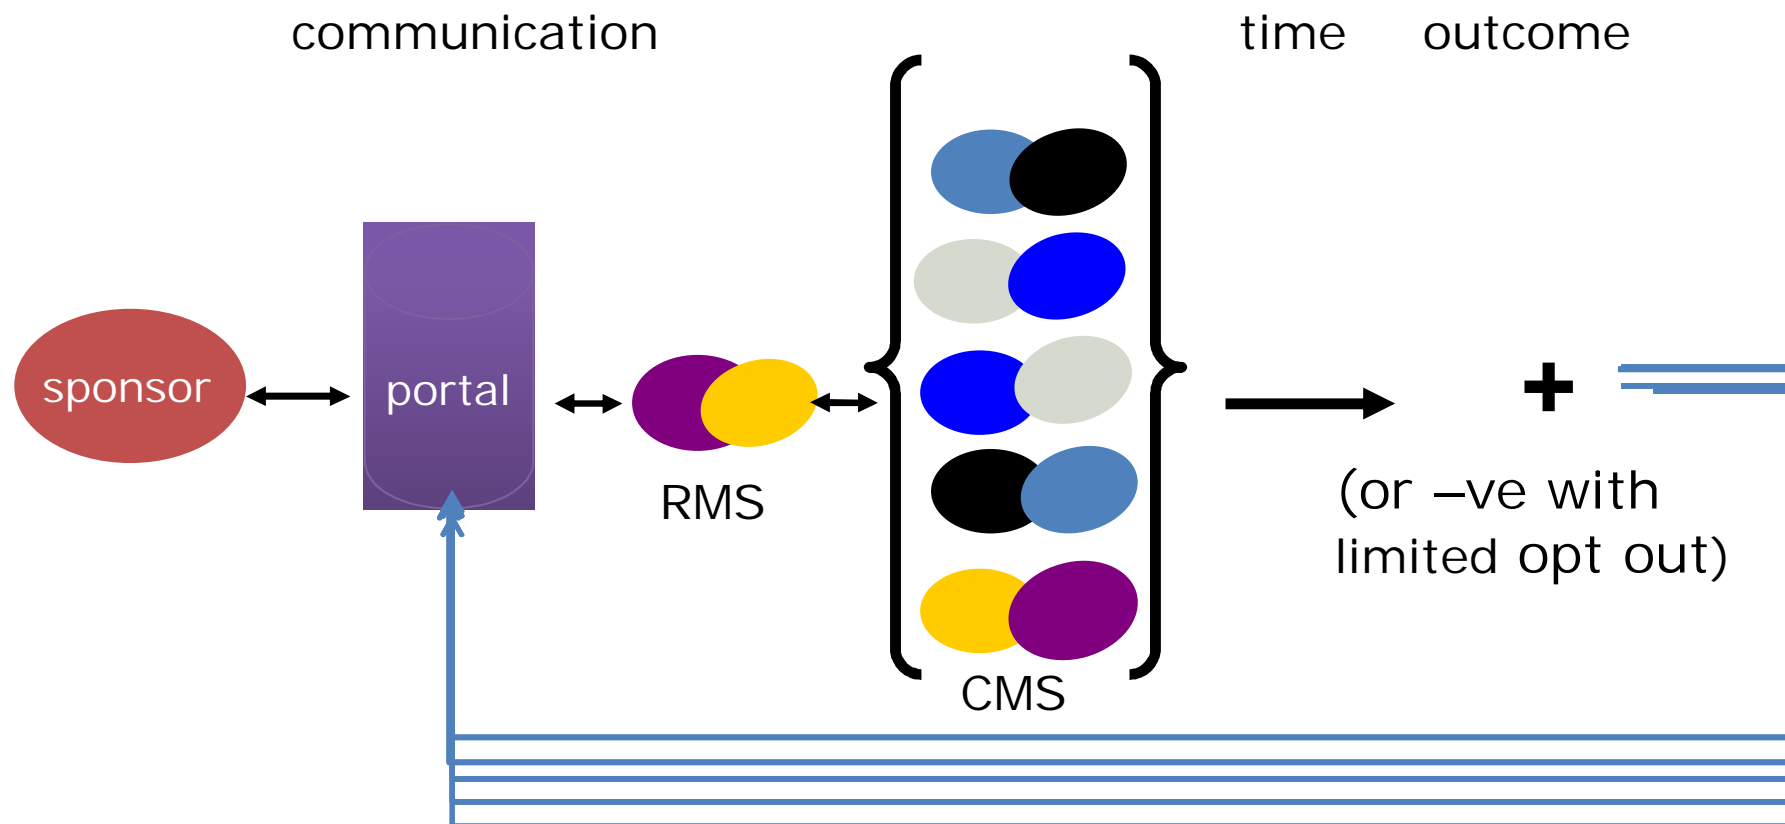 communication
time
outcome
sponsor
portal
+
RMS
(or –ve with
limited opt out)
CMS